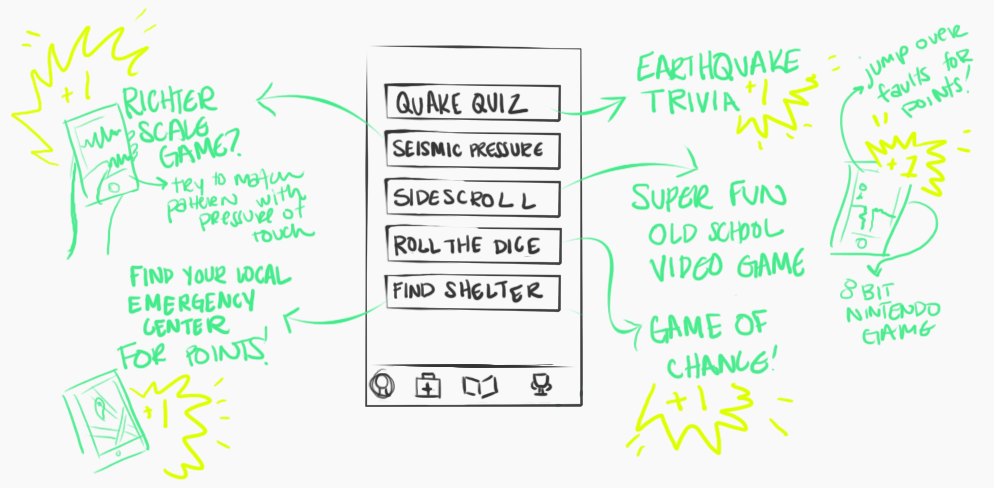 +1
RICHTER
SCALE
GAME?
try to match
pattern with
pressure of
touch
FIND YOUR LOCAL
EMERGENCY
CENTER
FOR POINTS!
+1
QUAKE QUIZ
SEISMIC PRESSURE
SIDESCROLL
ROLL THE DICE
FIND SHELTER
EARTHQUAKE
TRIVIA +1
SUPER FUN
OLD SCHOOL
VIDEO GAME
GAME OF
CHANCE!
+1
jump over
faults for
points!
+1
8 BIT
NINTENDO
GAME